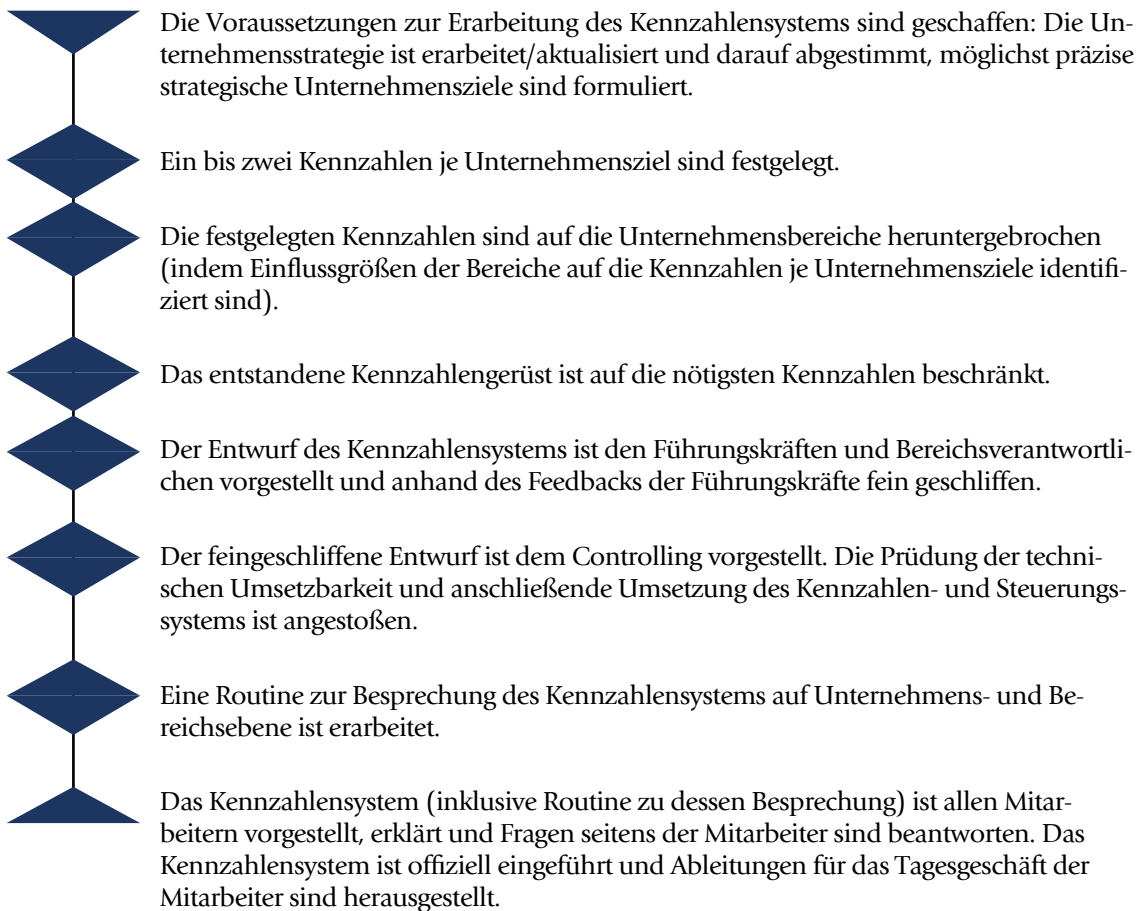 Die Voraussetzungen zur Erarbeitung des Kennzahlensystems sind geschaffen: Die Un-
ternehmensstrategie ist erarbeitet/aktualisiert und darauf abgestimmt, möglichst präzise
strategische Unternehmensziele sind formuliert.
Ein bis zwei Kennzahlen je Unternehmensziel sind festgelegt.
Die festgelegten Kennzahlen sind auf die Unternehmensbereiche heruntergebrochen
(indem Einflussgrößen der Bereiche auf die Kennzahlen je Unternehmensziele identifi-
ziert sind).
Das entstandene Kennzahlengerüst ist auf die nötigsten Kennzahlen beschränkt.
Der Entwurf des Kennzahlensystems ist den Führungskräften und Bereichsverantwortli-
chen vorgestellt und anhand des Feedbacks der Führungskräfte fein geschliffen.
Der feingeschliffene Entwurf ist dem Controlling vorgestellt. Die Prüdung der techni-
schen Umsetzbarkeit und anschließende Umsetzung des Kennzahlen- und Steuerungs-
systems ist angestoßen.
Eine Routine zur Besprechung des Kennzahlensystems auf Unternehmens- und Be-
reichsebene ist erarbeitet.
Das Kennzahlensystem (inklusive Routine zu dessen Besprechung) ist allen Mitar-
beitern vorgestellt, erklärt und Fragen seitens der Mitarbeiter sind beantworten. Das
Kennzahlensystem ist offiziell eingeführt und Ableitungen für das Tagesgeschäft der
Mitarbeiter sind herausgestellt.